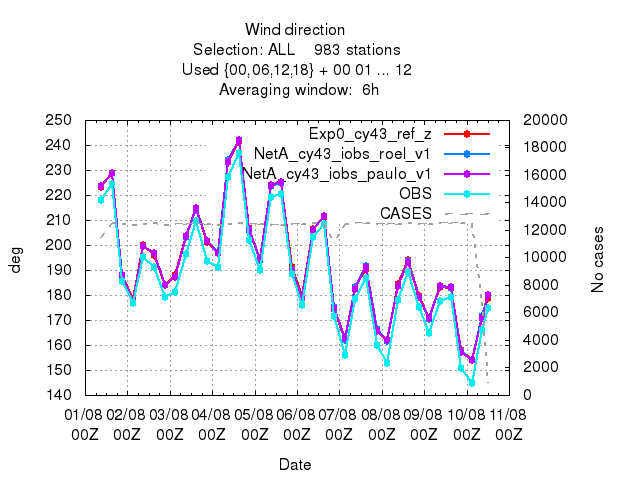 Wind direction
Selection: ALL    983 stations
Used {00,06,12,18} + 00 01 ... 12
Averaging window:  6h
250
240
230
220
210
200
190
180
170
160
150
140
deg
20000
18000
16000
14000
12000
10000
8000
6000
4000
2000
0
No cases
Exp0_cy43_ref_z
NetA_cy43_iobs_roel_v1
NetA_cy43_iobs_paulo_v1
OBS
CASES
01/08 02/08 03/08 04/08 05/08 06/08 07/08 08/08 09/08 10/08 11/08
00Z 00Z 00Z 00Z 00Z 00Z 00Z 00Z 00Z 00Z 00Z
Date